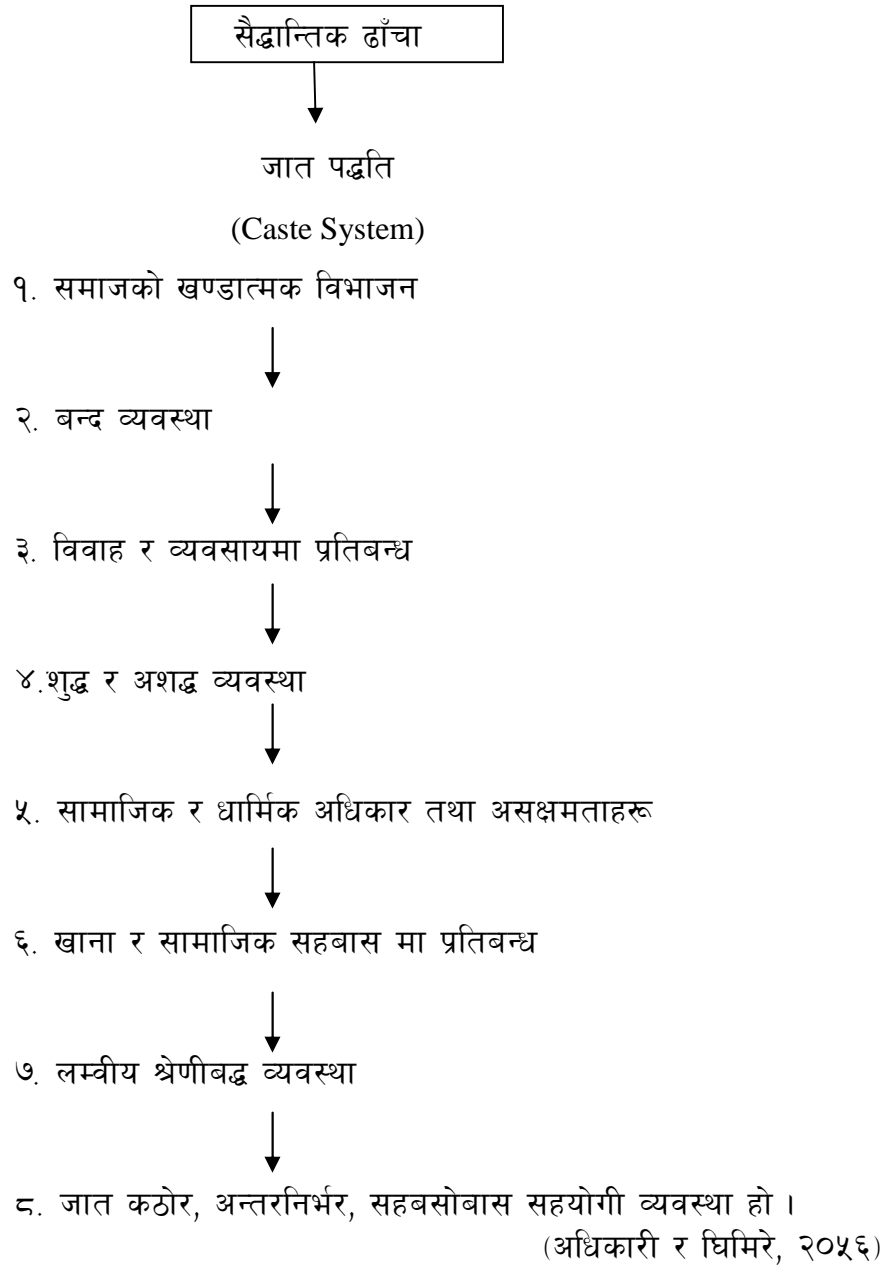 सैद्धान्तिक ढाँचा
जात पद्धति
(Caste System)
१. समाजको खण्डात्मक विभाजन
२. बन्द व्यवस्था
३. विवाह र व्यवसायमा प्रतिबन्ध
४.शुद्ध र अशद्ध व्यवस्था
५. सामाजिक र धार्मिक अधिकार तथा असक्षमताहरू
६. खाना र सामाजिक सहबास मा प्रतिबन्ध
७. लम्वीय श्रेणीबद्ध व्यवस्था
८. जात कठोर, अन्तरनिर्भर, सहबसोबास सहयोगी व्यवस्था हो ।
(अधिकारी र घिमिरे, २०५६)